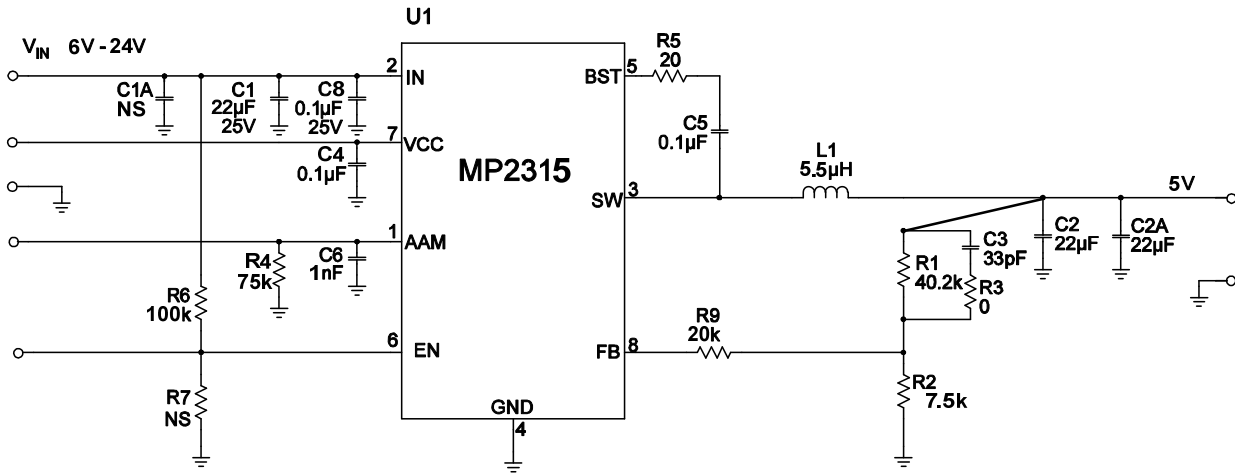 U1
V_IN 6V - 24V
C1A
NS
C1
22µF
25V
C8
0.1µF
25V
2
IN
7
VCC
C4
0.1µF
1
AAM
R4
75k
C6
1nF
R6
100k
6
EN
R7
NS
MP2315
GND
4
BST
5
R5
20
C5
0.1µF
SW
3
L1
5.5µH
5V
C2
22µF
C2A
22µF
C3
33pF
R1
40.2k
R3
0
R9
20k
FB
8
R2
7.5k